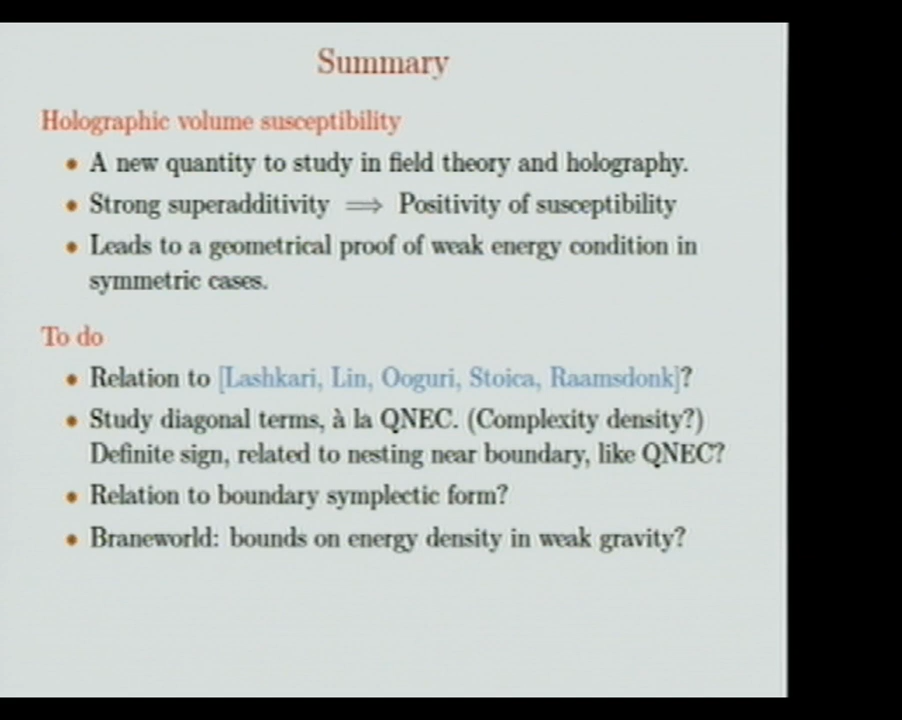 Summary
Holographic volume susceptibility
• A new quantity to study in field theory and holography.
• Strong superadditivity ⟹ Positivity of susceptibility
• Leads to a geometrical proof of weak energy condition in
symmetric cases.
To do
• Relation to [Lashkari, Lin, Ooguri, Stoica, Raamsdonk]?
• Study diagonal terms, à la QNEC. (Complexity density?)
Definite sign, related to nesting near boundary, like QNEC?
• Relation to boundary symplectic form?
• Braneworld: bounds on energy density in weak gravity?